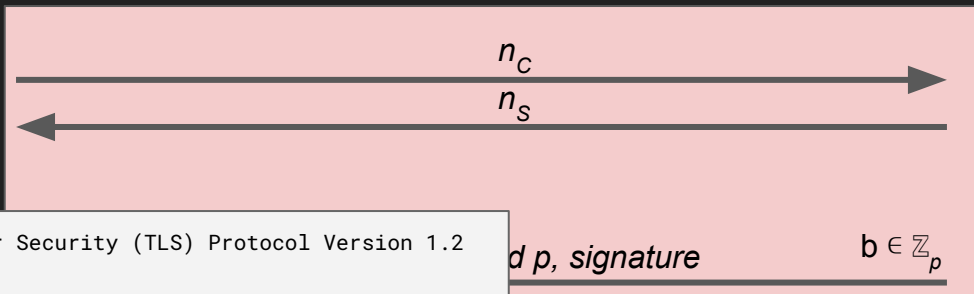 n_C
n_S
Security (TLS) Protocol Version 1.2
p, signature
b ∈ ℤ_p